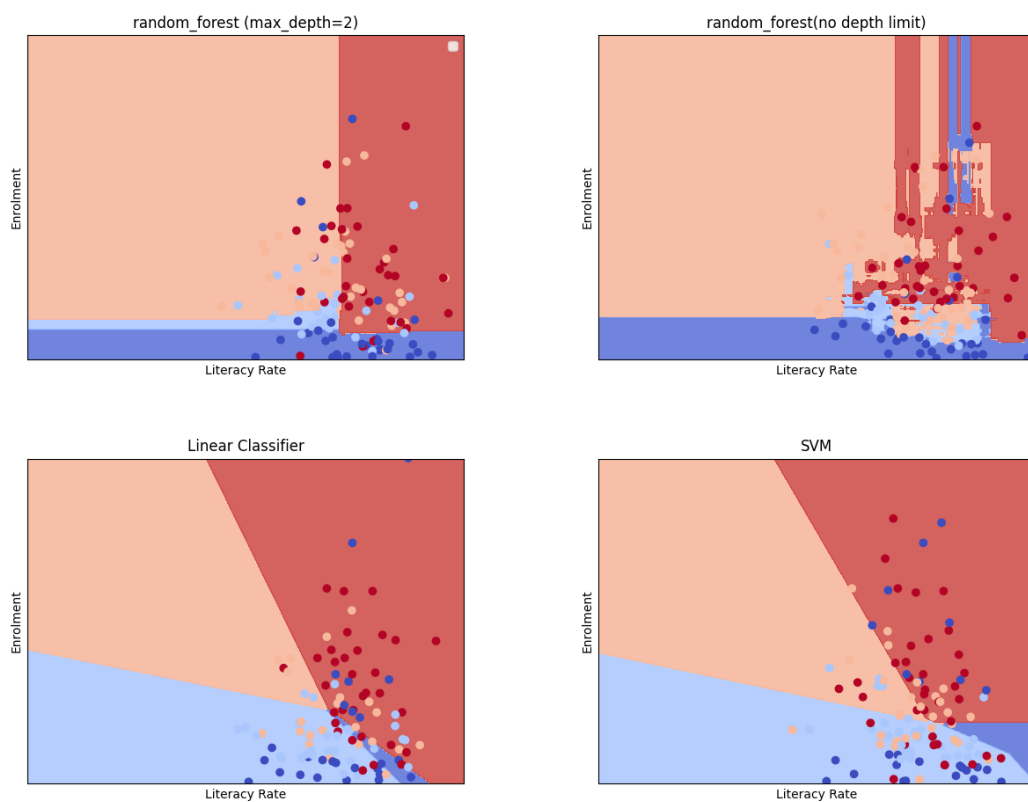 random_forest (max_depth=2)
random_forest(no depth limit)
Enrolment
Enrolment
Literacy Rate
Literacy Rate
Linear Classifier
SVM
Enrolment
Enrolment
Literacy Rate
Literacy Rate